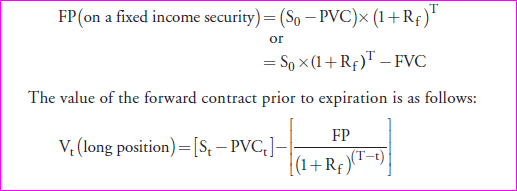 FP(on a fixed income security) = (S₀ – PVC) × (1 + R_f)^T
or
= S₀ × (1 + R_f)^T – FVC
The value of the forward contract prior to expiration is as follows:
V_t (long position) = [S_t – PVC_t] – [FP / (1 + R_f)^(T–t)]